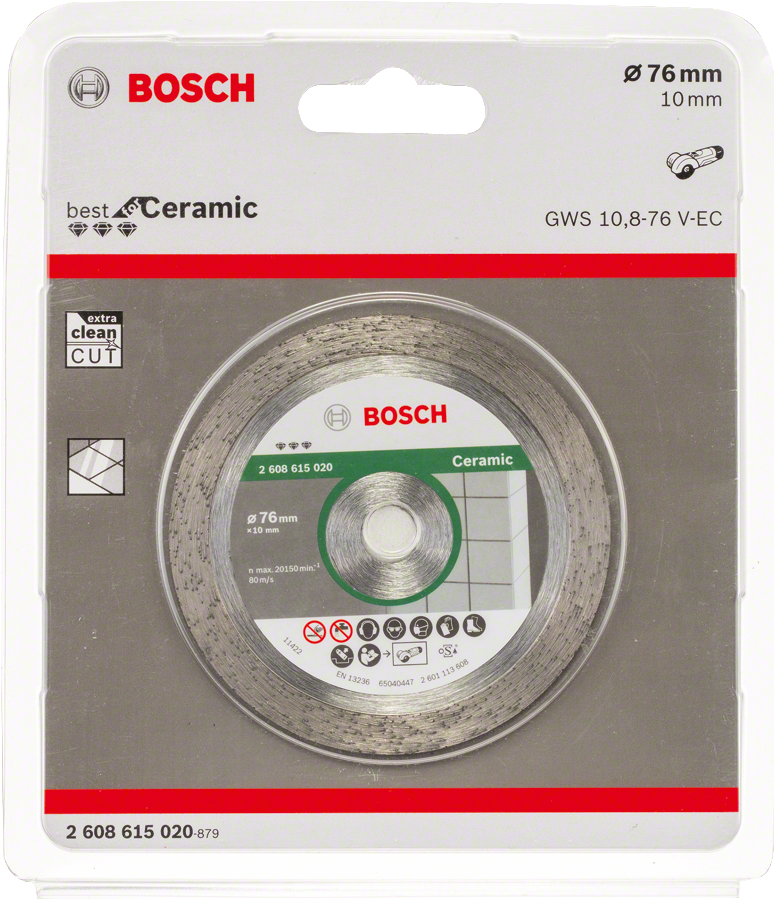 BOSCH
Ø 76 mm
10 mm
best for Ceramic
GWS 10,8-76 V-EC
extra
clean
CUT
BOSCH
2 608 615 020
Ceramic
Ø 76 mm
× 10 mm
n max. 20150 min.-1
80 m/s
11422
EN 13236 65040447 2 601 113 608
2 608 615 020-879